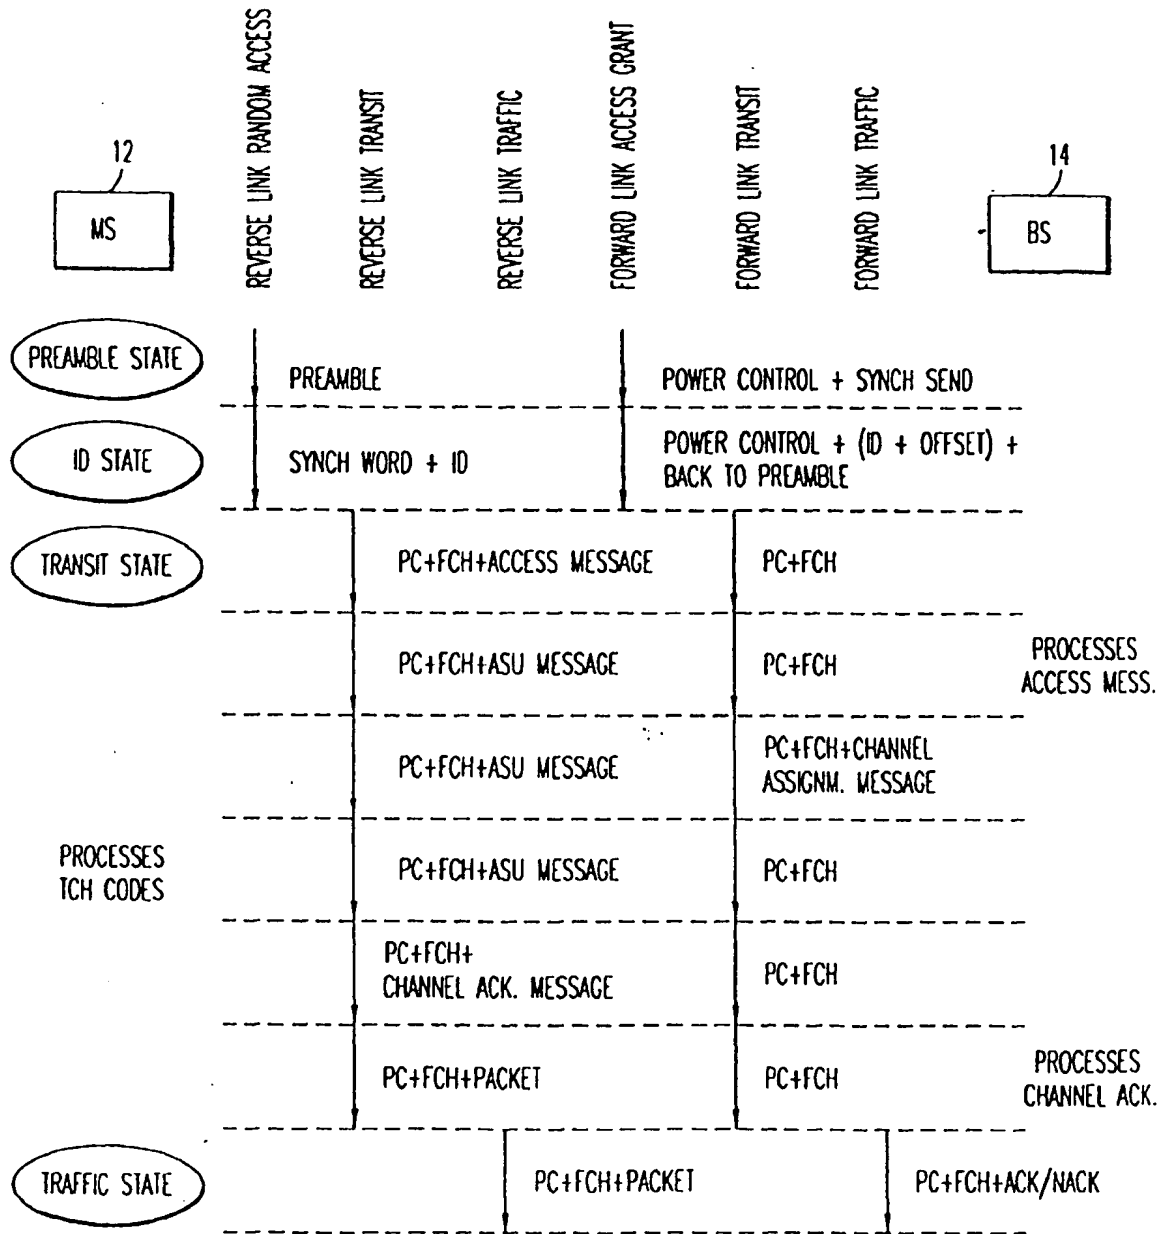 12
MS
REVERSE LINK RANDOM ACCESS
REVERSE LINK TRANSIT
REVERSE LINK TRAFFIC
FORWARD LINK ACCESS GRANT
FORWARD LINK TRANSIT
FORWARD LINK TRAFFIC
14
BS
PREAMBLE STATE
PREAMBLE
POWER CONTROL + SYNCH SEND
ID STATE
SYNCH WORD + ID
POWER CONTROL + (ID + OFFSET) +
BACK TO PREAMBLE
TRANSIT STATE
PC+FCH+ACCESS MESSAGE
PC+FCH
PC+FCH+ASU MESSAGE
PC+FCH
PROCESSES
ACCESS MESS.
PC+FCH+ASU MESSAGE
PC+FCH+CHANNEL
ASSIGNM. MESSAGE
PROCESSES
TCH CODES
PC+FCH+ASU MESSAGE
PC+FCH
PC+FCH+
CHANNEL ACK. MESSAGE
PC+FCH
PC+FCH+PACKET
PC+FCH
PROCESSES
CHANNEL ACK.
TRAFFIC STATE
PC+FCH+PACKET
PC+FCH+ACK/NACK